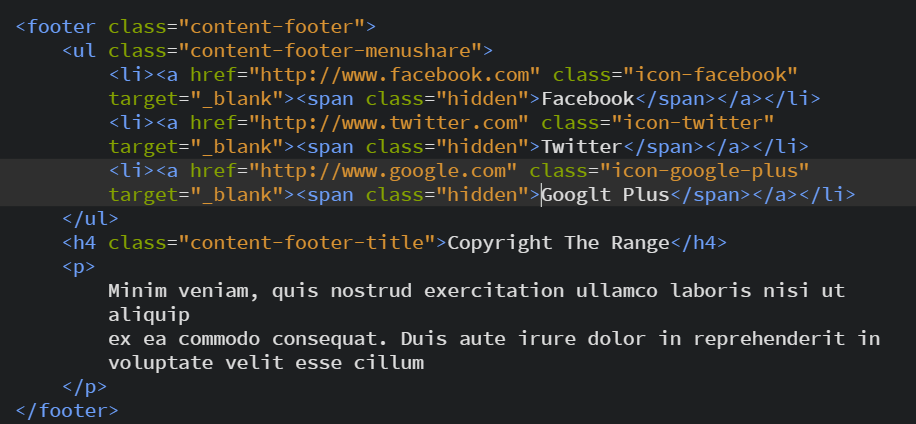 <footer class="content-footer">
<ul class="content-footer-menushare">
<li><a href="http://www.facebook.com" class="icon-facebook"
target="_blank"><span class="hidden">Facebook</span></a></li>
<li><a href="http://www.twitter.com" class="icon-twitter"
target="_blank"><span class="hidden">Twitter</span></a></li>
<li><a href="http://www.google.com" class="icon-google-plus"
target="_blank"><span class="hidden">Googlt Plus</span></a></li>
</ul>
<h4 class="content-footer-title">Copyright The Range</h4>
<p>
Minim veniam, quis nostrud exercitation ullamco laboris nisi ut
aliquip
ex ea commodo consequat. Duis aute irure dolor in reprehenderit in
voluptate velit esse cillum
</p>
</footer>